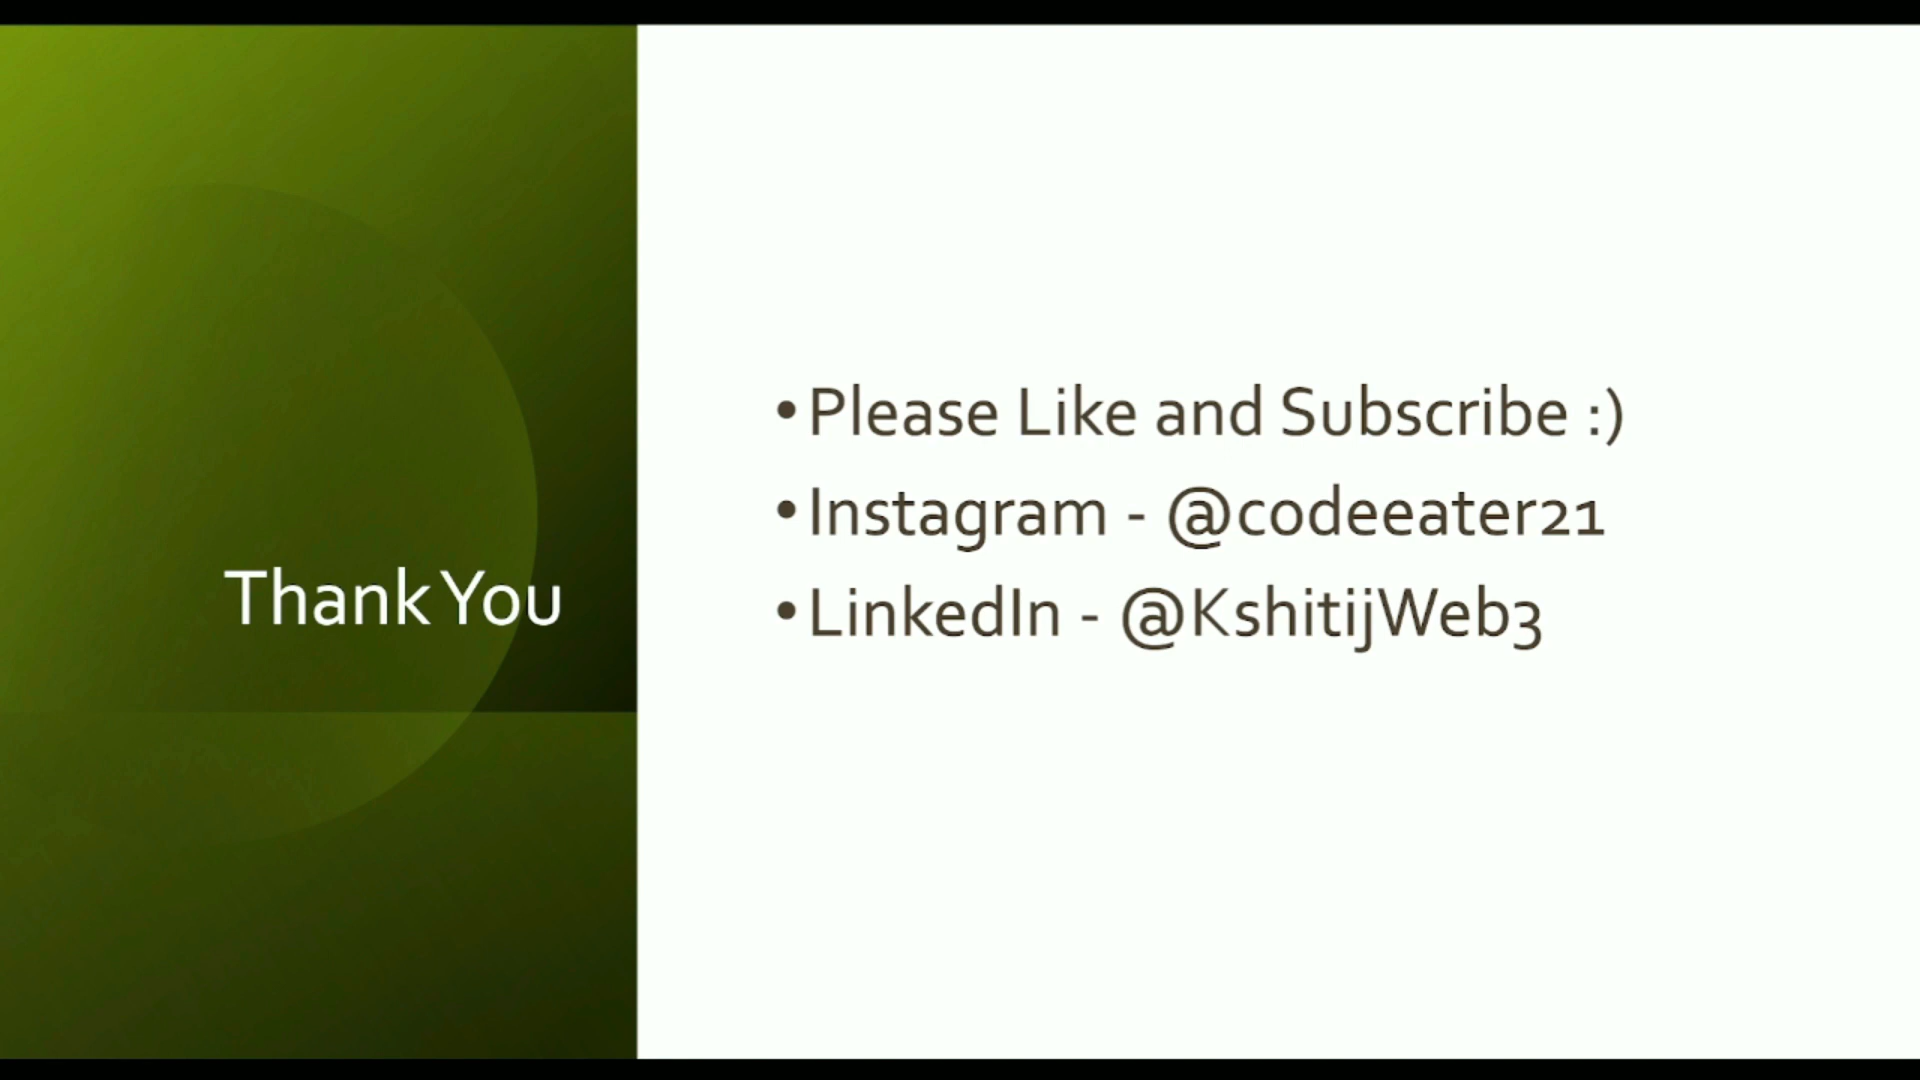 Thank You
• Please Like and Subscribe :)
• Instagram - @codeeater21
• LinkedIn - @KshitijWeb3